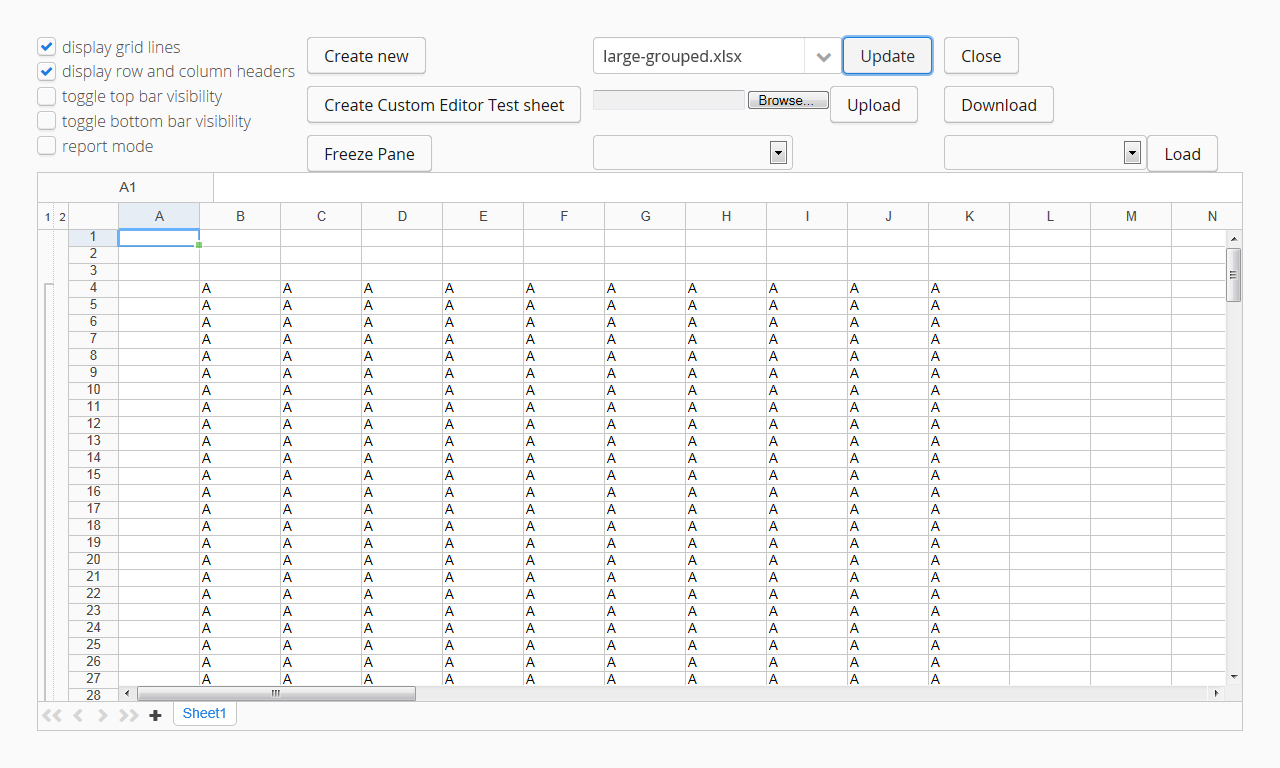 display grid lines
display row and column headers
toggle top bar visibility
toggle bottom bar visibility
report mode
Create new
large-grouped.xlsx
Update
Close
Create Custom Editor Test sheet
Browse...
Upload
Download
Freeze Pane
Load
A1
1 2 A B C D E F G H I J K L M N
1
2
3
4 A A A A A A A A A A
5 A A A A A A A A A A
6 A A A A A A A A A A
7 A A A A A A A A A A
8 A A A A A A A A A A
9 A A A A A A A A A A
10 A A A A A A A A A A
11 A A A A A A A A A A
12 A A A A A A A A A A
13 A A A A A A A A A A
14 A A A A A A A A A A
15 A A A A A A A A A A
16 A A A A A A A A A A
17 A A A A A A A A A A
18 A A A A A A A A A A
19 A A A A A A A A A A
20 A A A A A A A A A A
21 A A A A A A A A A A
22 A A A A A A A A A A
23 A A A A A A A A A A
24 A A A A A A A A A A
25 A A A A A A A A A A
26 A A A A A A A A A A
27 A A A A A A A A A A
28
Sheet1